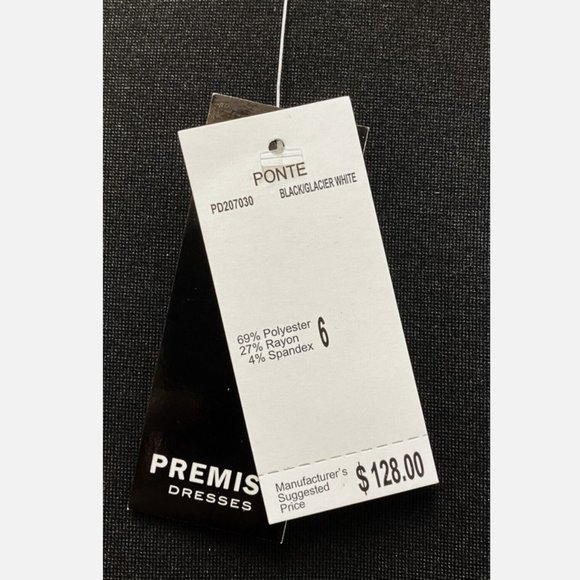 PONTE
PD207030 BLACK/GLACIER WHITE
69% Polyester
27% Rayon
4% Spandex
6
Manufacturer's
Suggested
Price
$128.00
PREMIS
DRESSES